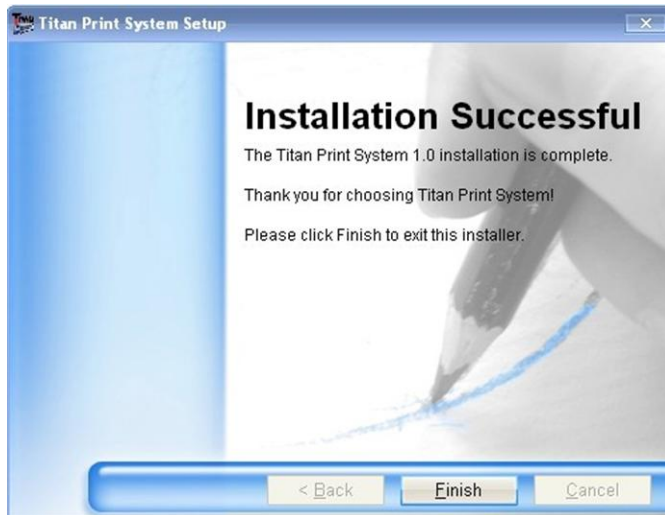 Titan Print System Setup
Installation Successful
The Titan Print System 1.0 installation is complete.
Thank you for choosing Titan Print System!
Please click Finish to exit this installer.
< Back
Finish
Cancel